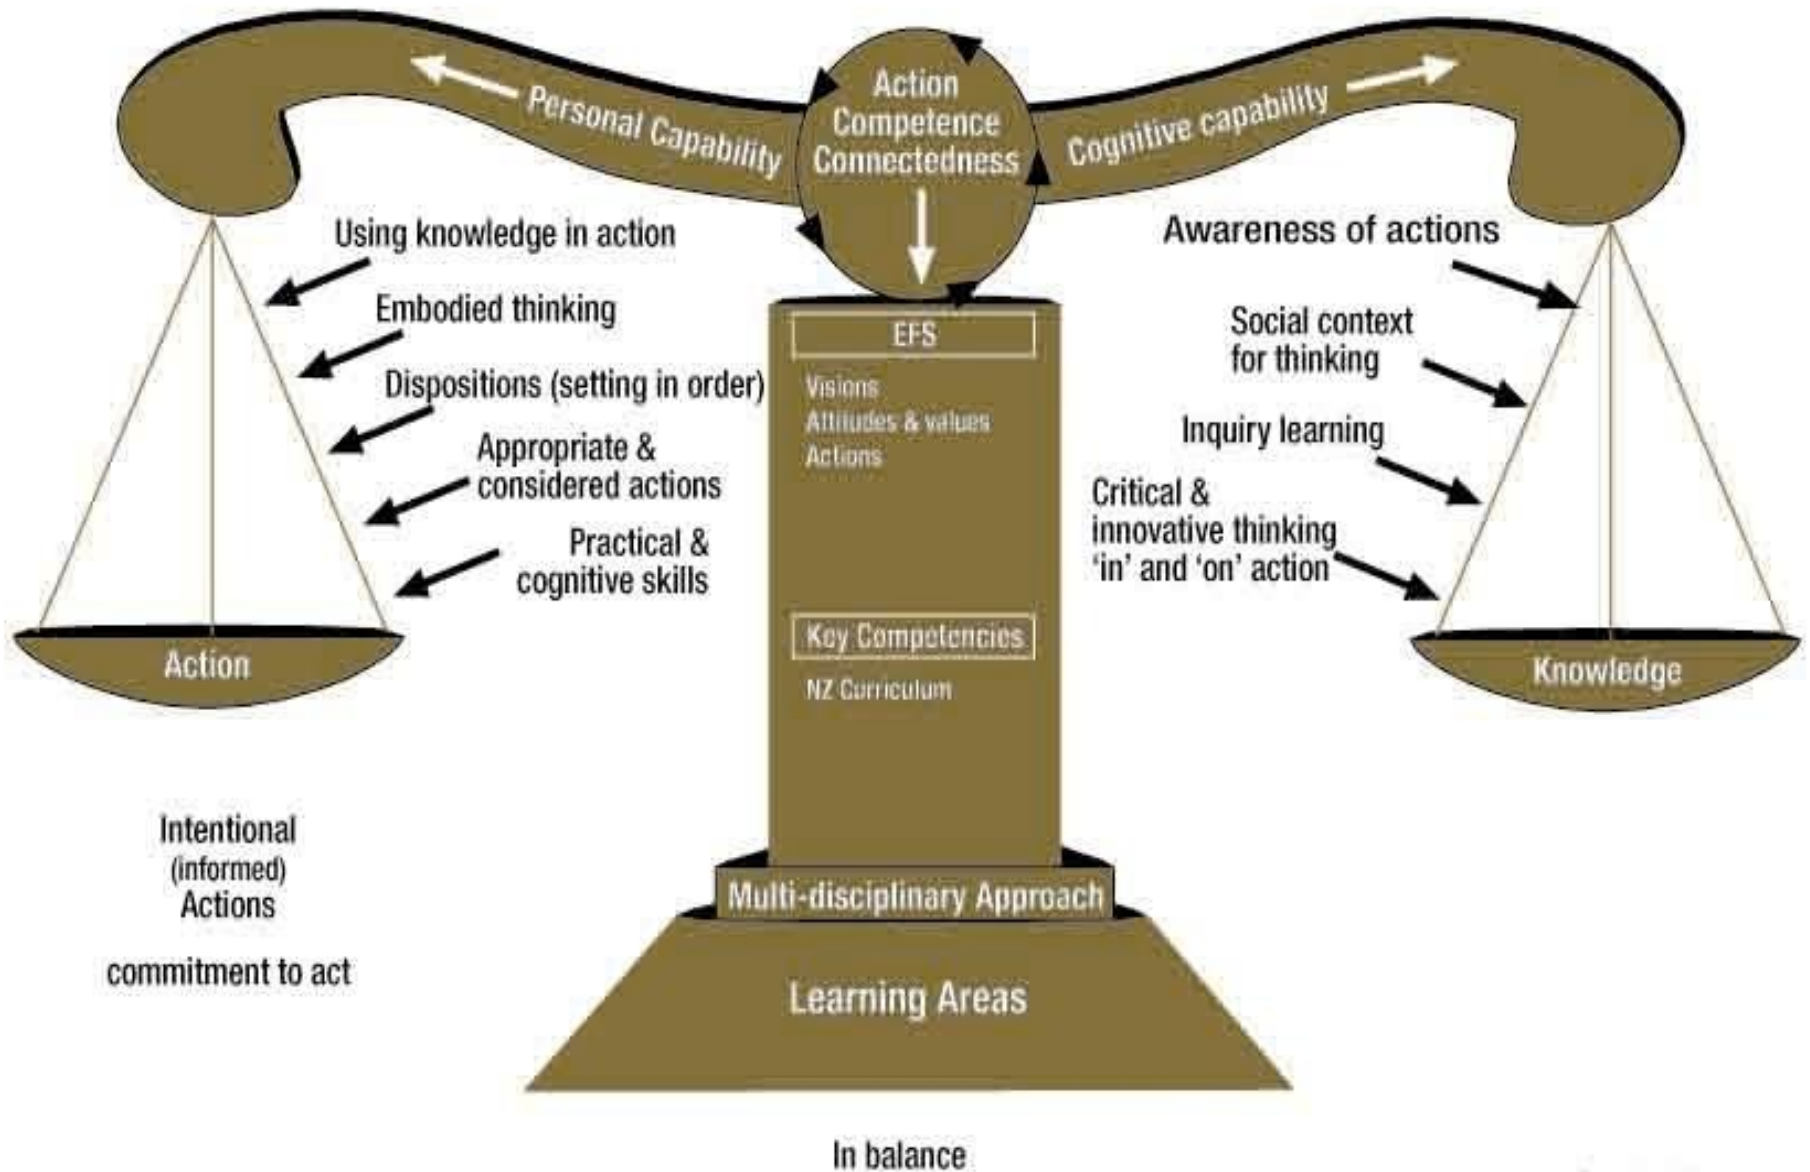 Personal Capability
Action
Competence
Connectedness
Cognitive capability
Using knowledge in action
Embodied thinking
Dispositions (setting in order)
Appropriate &
considered actions
Practical &
cognitive skills
Action
Intentional
(informed)
Actions
commitment to act
EFS
Visions
Attitudes & values
Actions
Key Competencies
NZ Curriculum
Multi-disciplinary Approach
Learning Areas
Awareness of actions
Social context
for thinking
Inquiry learning
Critical &
innovative thinking
‘in’ and ‘on’ action
Knowledge
In balance